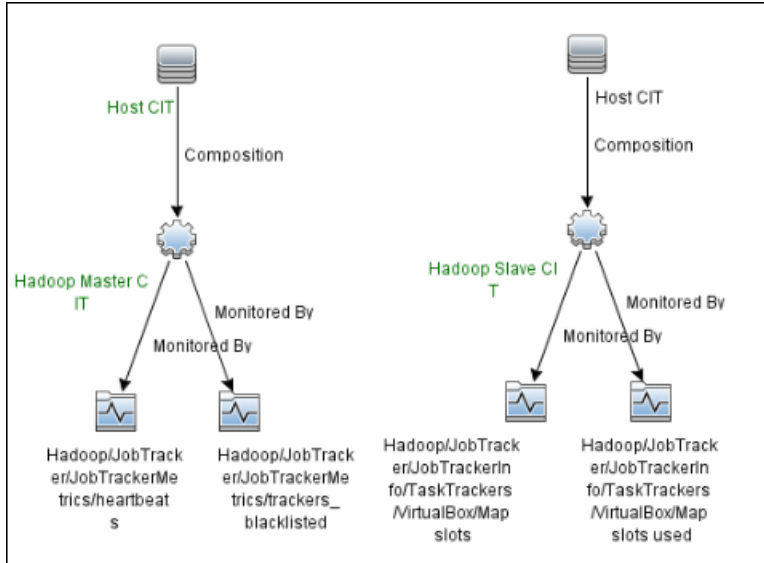 Host CIT
Composition
Hadoop Master C
IT
Monitored By
Monitored By
Hadoop/JobTrack
er/JobTrackerMe
trics/heartbeat
s
Hadoop/JobTrack
er/JobTrackerMe
trics/trackers_
blacklisted
Host CIT
Composition
Hadoop Slave CI
T
Monitored By
Monitored By
Hadoop/JobTrack
er/JobTrackerIn
fo/TaskTrackers
/VirtualBox/Map
slots
Hadoop/JobTrack
er/JobTrackerIn
fo/TaskTrackers
/VirtualBox/Map
slots used